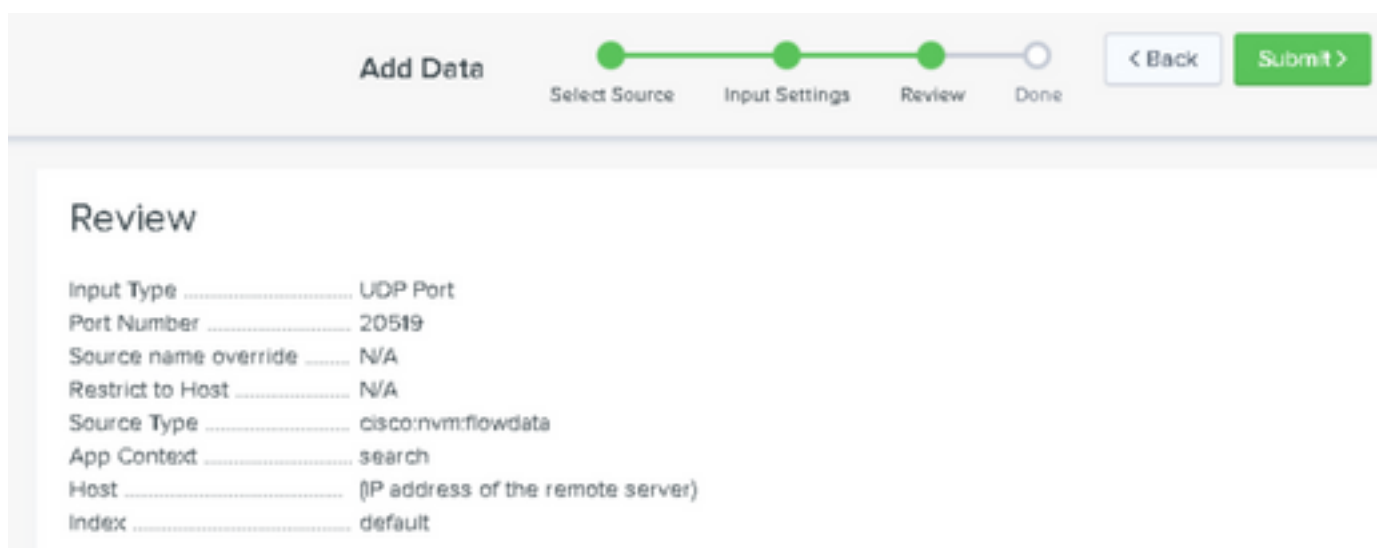 Add Data
Select Source
Input Settings
Review
Done
< Back
Submit >
Review
Input Type ................................ UDP Port
Port Number ........................... 20519
Source name override ......... N/A
Restrict to Host ...................... N/A
Source Type ............................ cisco:nvm:flowdata
App Context ............................ search
Host ......................................... (IP address of the remote server)
Index ......................................... default